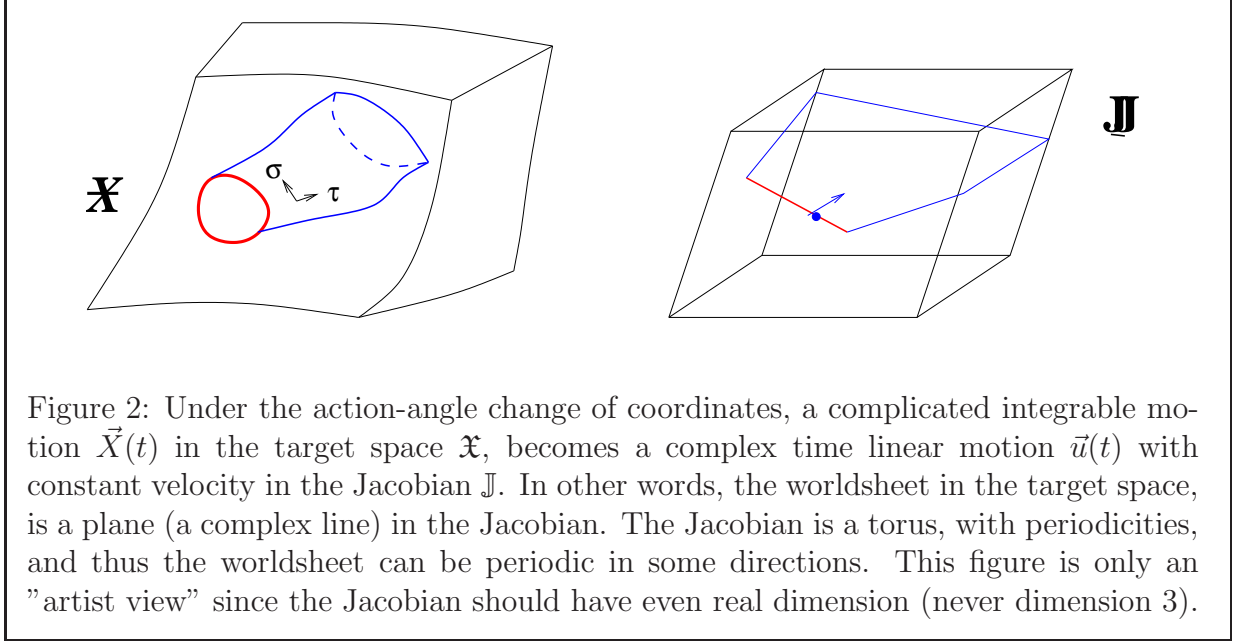 X
σ
τ
J
Figure 2: Under the action-angle change of coordinates, a complicated integrable mo-
tion X⃗(t) in the target space 𝔛, becomes a complex time linear motion u⃗(t) with
constant velocity in the Jacobian 𝕁. In other words, the worldsheet in the target space,
is a plane (a complex line) in the Jacobian. The Jacobian is a torus, with periodicities,
and thus the worldsheet can be periodic in some directions. This figure is only an
”artist view” since the Jacobian should have even real dimension (never dimension 3).